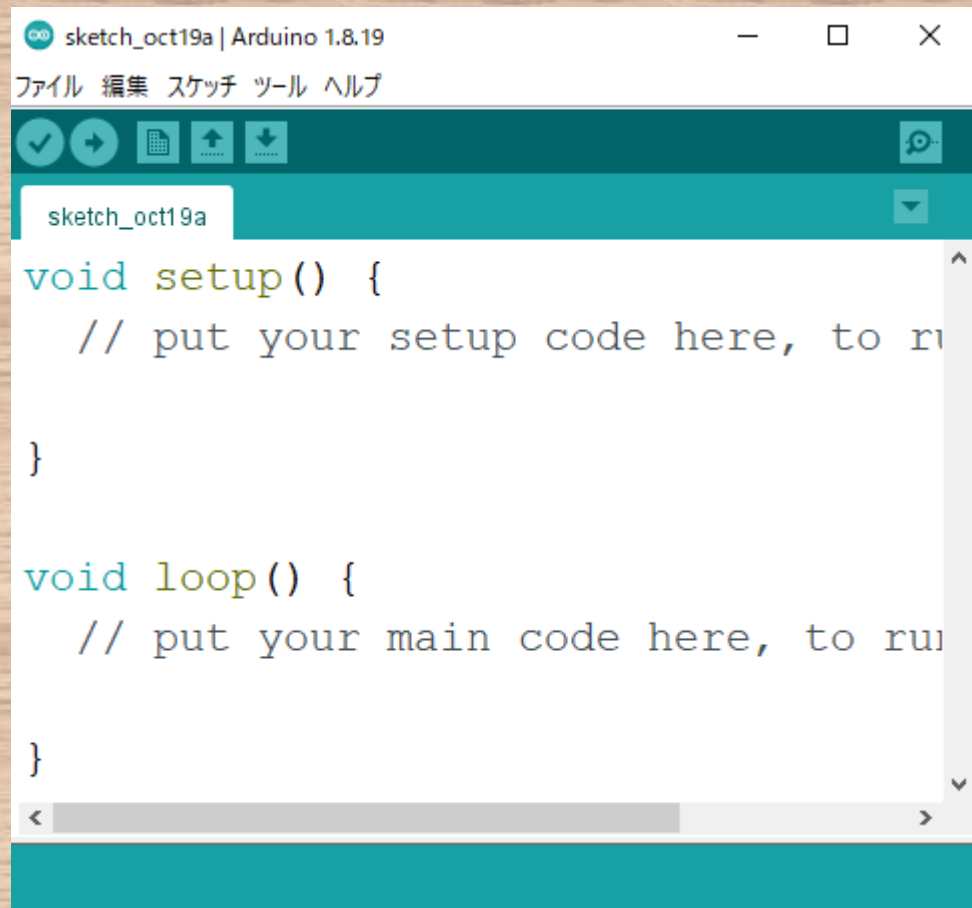 sketch_oct19a | Arduino 1.8.19
ファイル 編集 スケッチ ツール ヘルプ
sketch_oct19a
void setup() {
  // put your setup code here, to
}
void loop() {
  // put your main code here, to
}